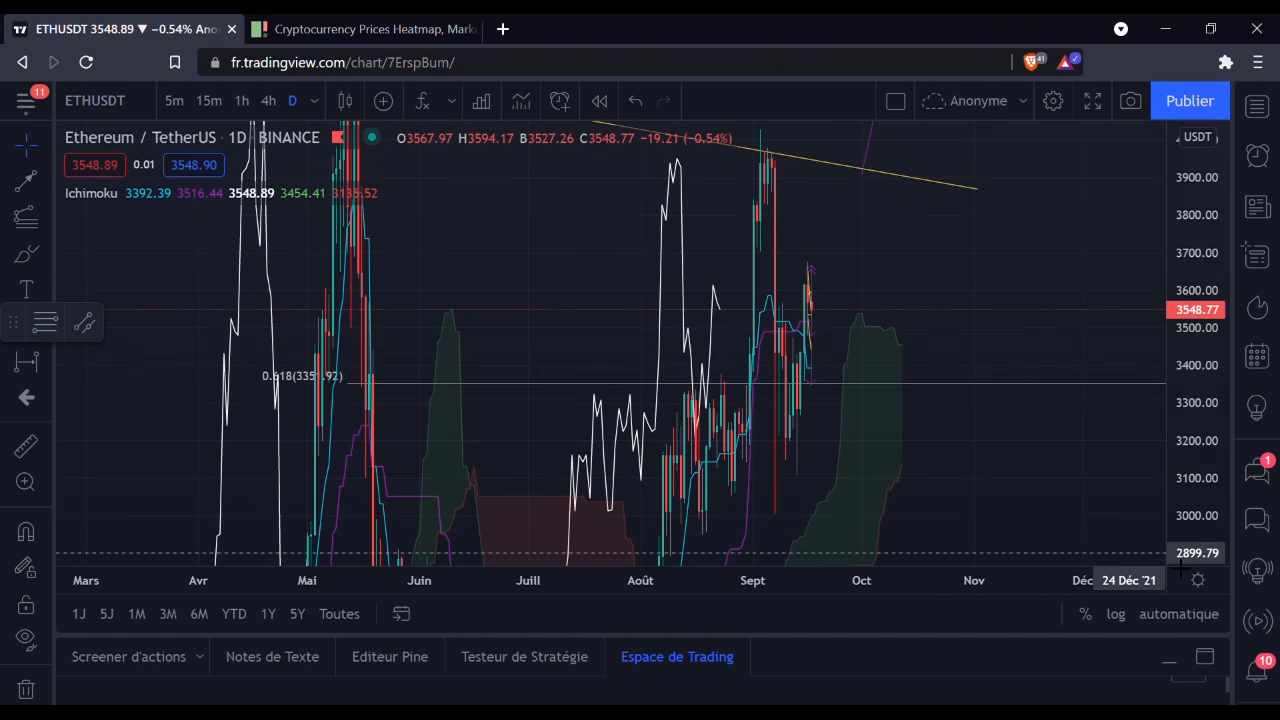 ETHUSDT 3548.89 ▼ −0.54% Ano
Cryptocurrency Prices Heatmap, Mark
fr.tradingview.com/chart/7ErspBum/
41
11
ETHUSDT 5m 15m 1h 4h D
Anonyme
Publier
Ethereum / TetherUS · 1D · BINANCE
O3567.97 H3594.17 B3527.26 C3548.77 −19.21 (−0.54%)
USDT
3548.89 0.01 3548.90
Ichimoku 3392.39 3516.44 3548.89 3454.41 3135.52
3900.00
3800.00
3700.00
3600.00
3548.77
3500.00
3400.00
3300.00
3200.00
3100.00
3000.00
2899.79
Mars Avr Mai Juin Juill Août Sept Oct Nov Déc 24 Déc '21
1J 5J 1M 3M 6M YTD 1Y 5Y Toutes
% log automatique
Screener d'actions Notes de Texte Editeur Pine Testeur de Stratégie Espace de Trading
1
10